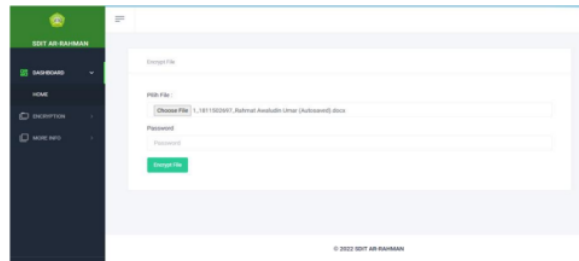 SDIT AR-RAHMAN
DASHBOARD
HOME
ENCRYPTION
MORE INFO
Encrypt File
Pilih File :
Choose File 1_1811502691_Rahmat Awaludin Umar (Autosaved).docx
Password
Password
Encrypt File
© 2022 SDIT AR-RAHMAN